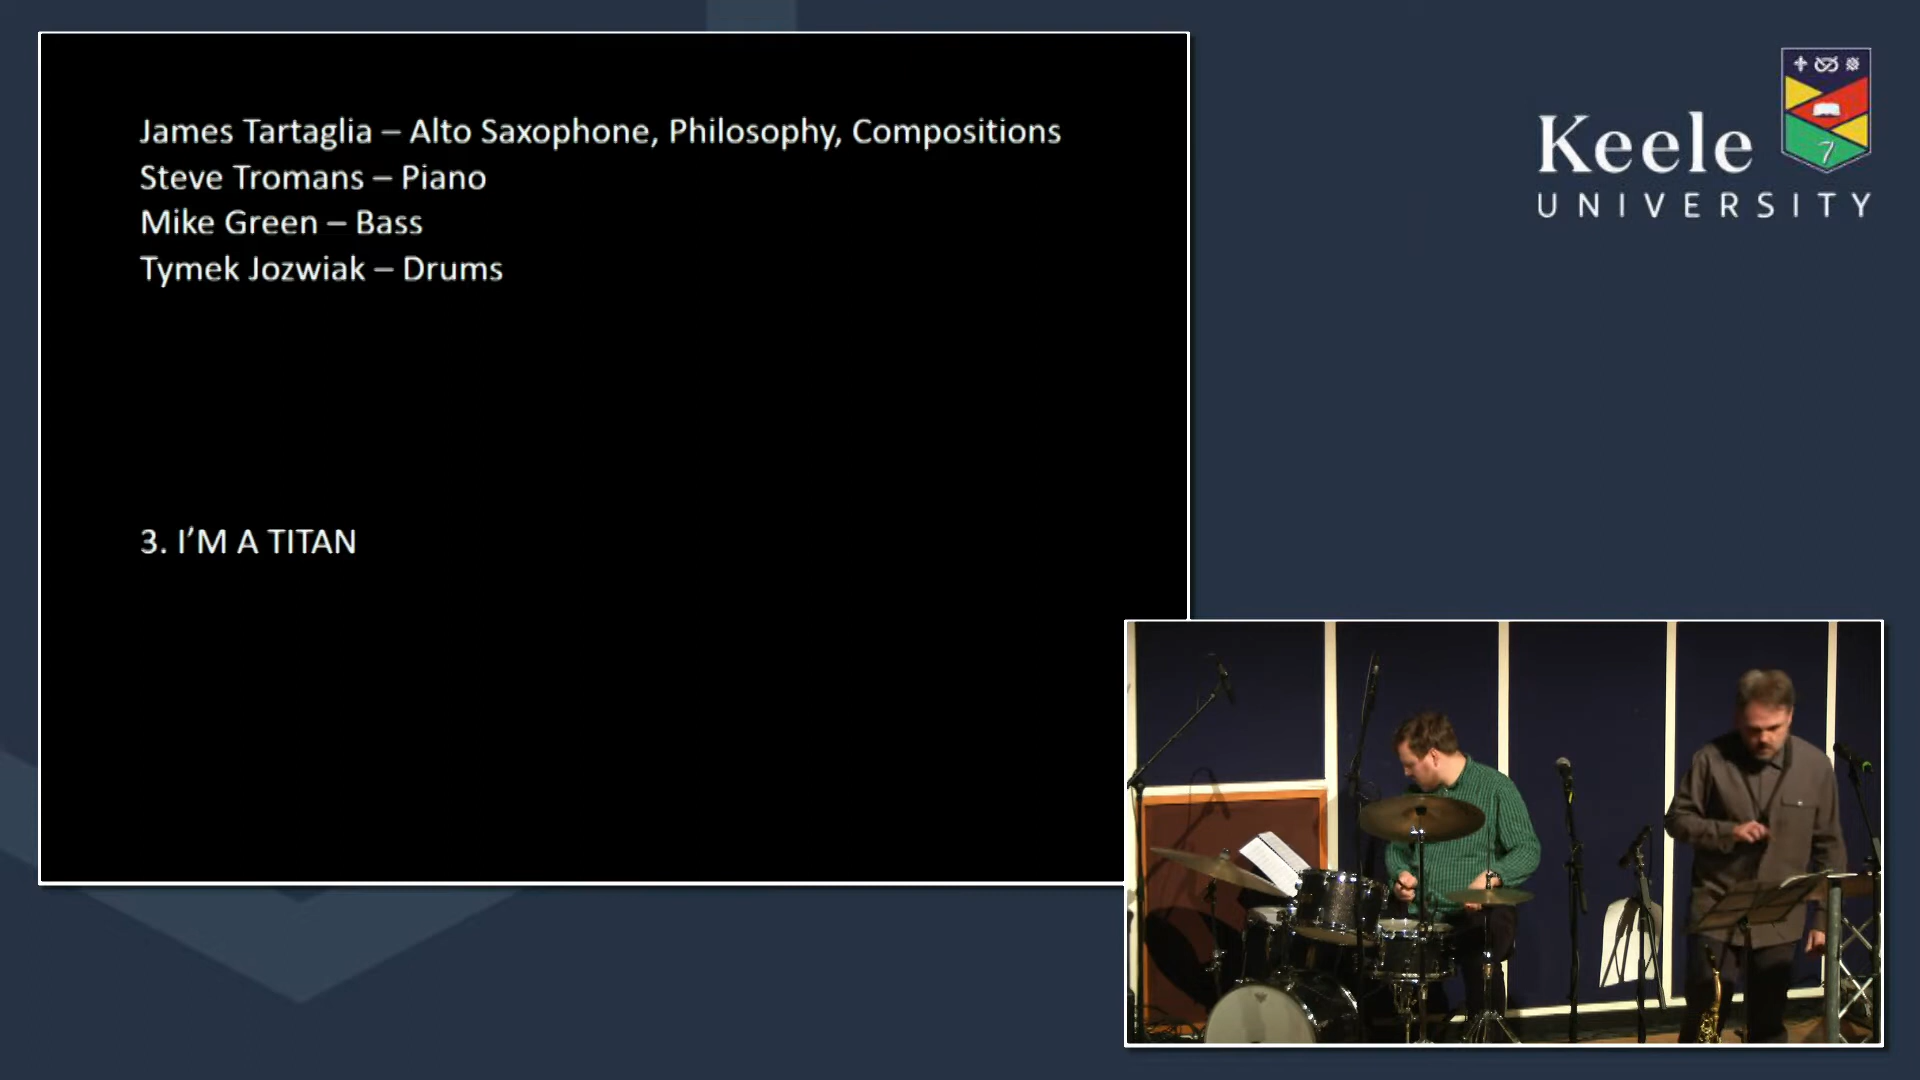 James Tartaglia – Alto Saxophone, Philosophy, Compositions
Steve Tromans – Piano
Mike Green – Bass
Tymek Jozwiak – Drums
3. I’M A TITAN
Keele
UNIVERSITY